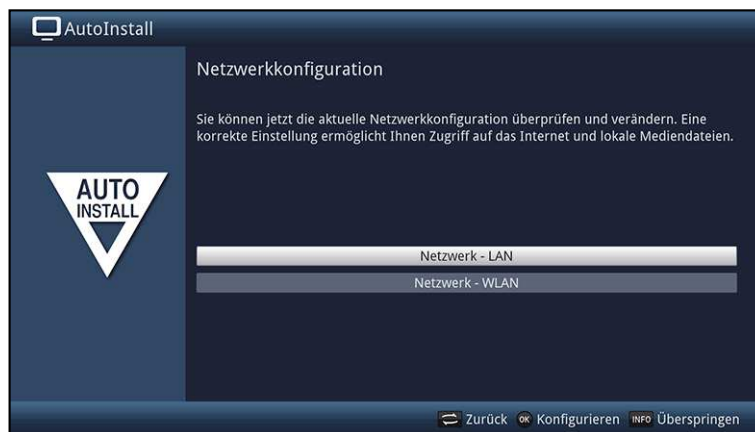 AutoInstall
Netzwerkkonfiguration
Sie können jetzt die aktuelle Netzwerkkonfiguration überprüfen und verändern. Eine
korrekte Einstellung ermöglicht Ihnen Zugriff auf das Internet und lokale Mediendateien.
AUTO
INSTALL
Netzwerk - LAN
Netzwerk - WLAN
Zurück OK Konfigurieren INFO Überspringen